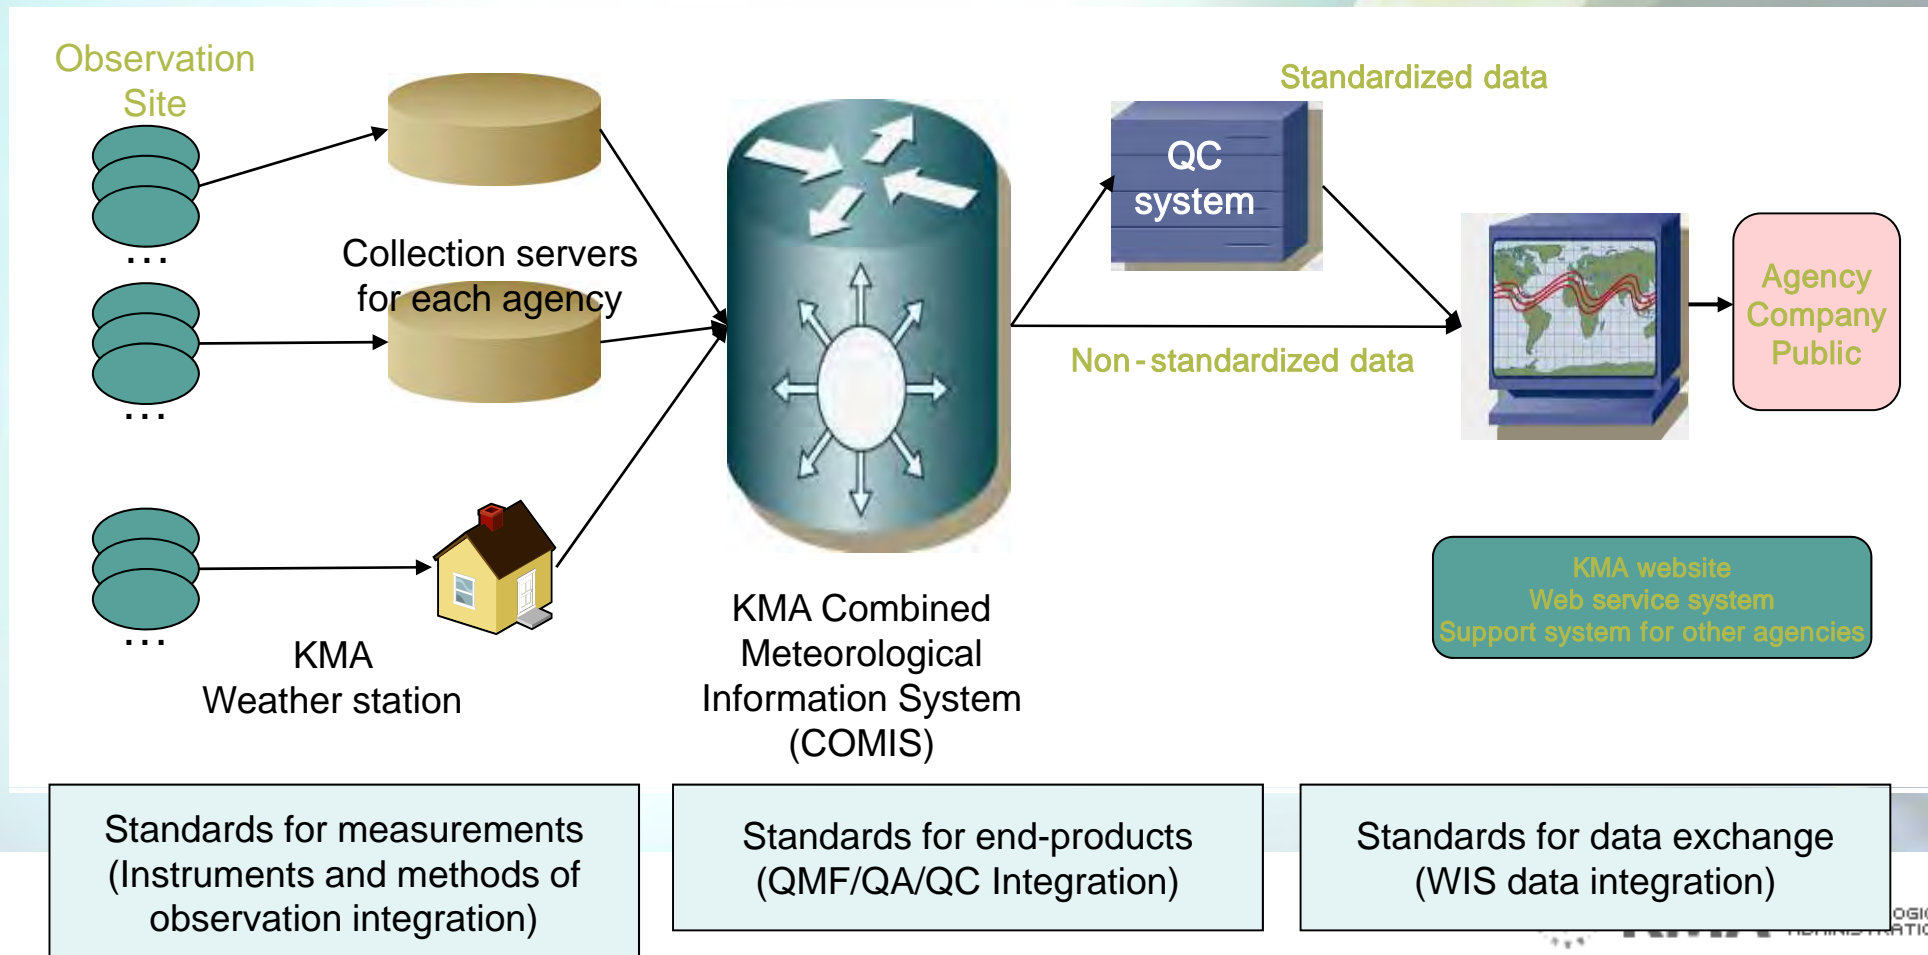 Observation
Site
...
Collection servers
for each agency
...
...
KMA
Weather station
KMA Combined
Meteorological
Information System
(COMIS)
Standardized data
QC
system
Non-standardized data
Agency
Company
Public
KMA website
Web service system
Support system for other agencies
Standards for measurements
(Instruments and methods of
observation integration)
Standards for end-products
(QMF/QA/QC Integration)
Standards for data exchange
(WIS data integration)